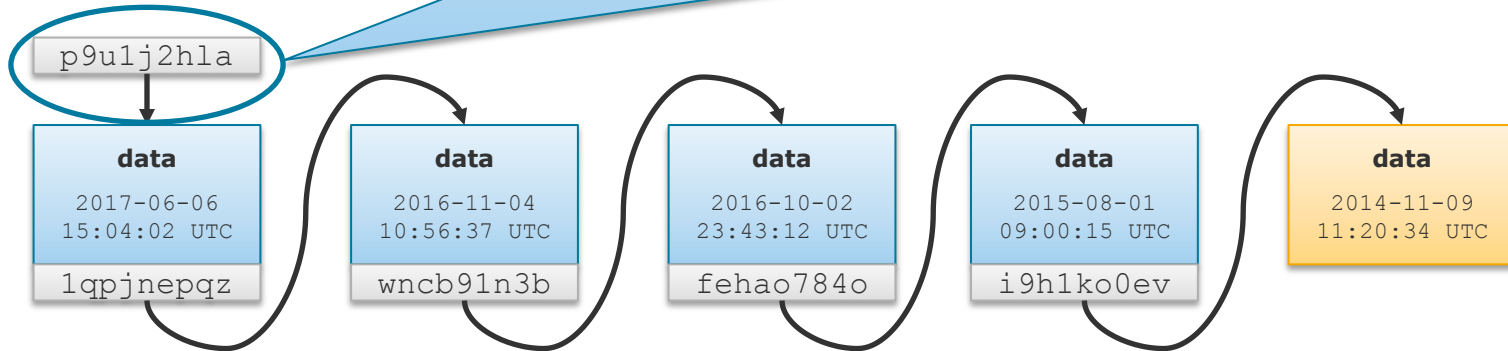 p9u1j2hla
data
2017-06-06
15:04:02 UTC
1qpjnepqz
data
2016-11-04
10:56:37 UTC
wncb91n3b
data
2016-10-02
23:43:12 UTC
fehao784o
data
2015-08-01
09:00:15 UTC
i9h1ko0ev
data
2014-11-09
11:20:34 UTC